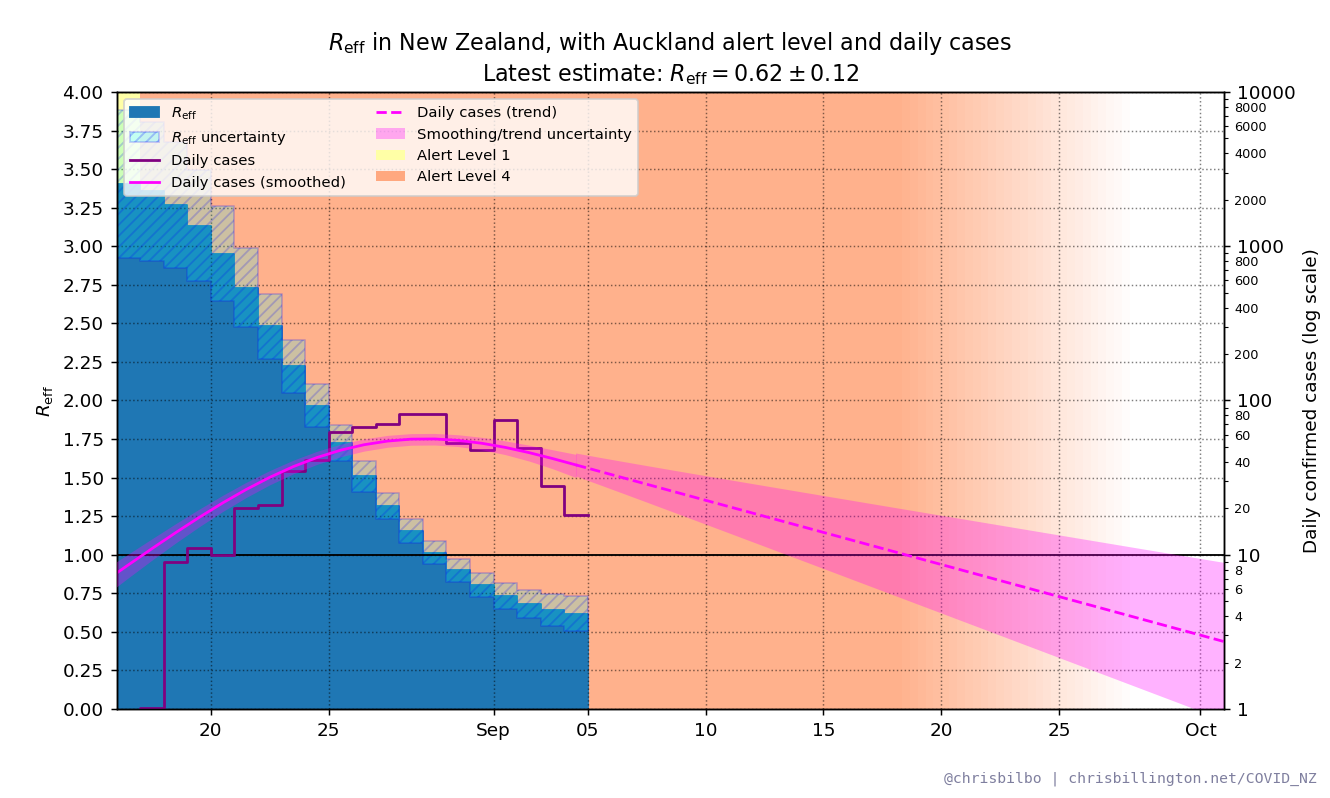 Reff in New Zealand, with Auckland alert level and daily cases
Latest estimate: Reff = 0.62 ± 0.12
Reff
Reff uncertainty
Daily cases
Daily cases (smoothed)
Daily cases (trend)
Smoothing/trend uncertainty
Alert Level 1
Alert Level 4
Reff
4.00
3.75
3.50
3.25
3.00
2.75
2.50
2.25
2.00
1.75
1.50
1.25
1.00
0.75
0.50
0.25
0.00
10000
8000
6000
4000
2000
1000
800
600
400
200
100
80
60
40
20
10
8
6
4
2
1
Daily confirmed cases (log scale)
20 25 Sep 05 10 15 20 25 Oct
@chrisbilbo | chrisbillington.net/COVID_NZ